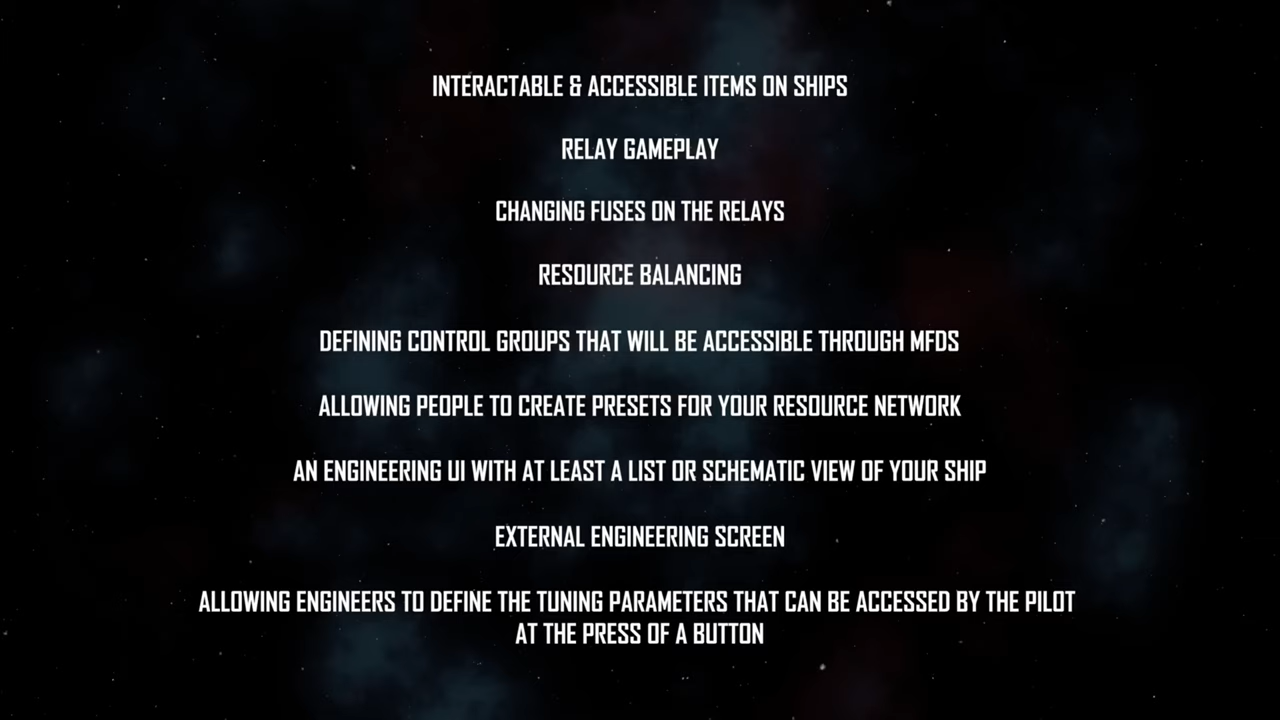 INTERACTABLE & ACCESSIBLE ITEMS ON SHIPS
RELAY GAMEPLAY
CHANGING FUSES ON THE RELAYS
RESOURCE BALANCING
DEFINING CONTROL GROUPS THAT WILL BE ACCESSIBLE THROUGH MFDS
ALLOWING PEOPLE TO CREATE PRESETS FOR YOUR RESOURCE NETWORK
AN ENGINEERING UI WITH AT LEAST A LIST OR SCHEMATIC VIEW OF YOUR SHIP
EXTERNAL ENGINEERING SCREEN
ALLOWING ENGINEERS TO DEFINE THE TUNING PARAMETERS THAT CAN BE ACCESSED BY THE PILOT
AT THE PRESS OF A BUTTON